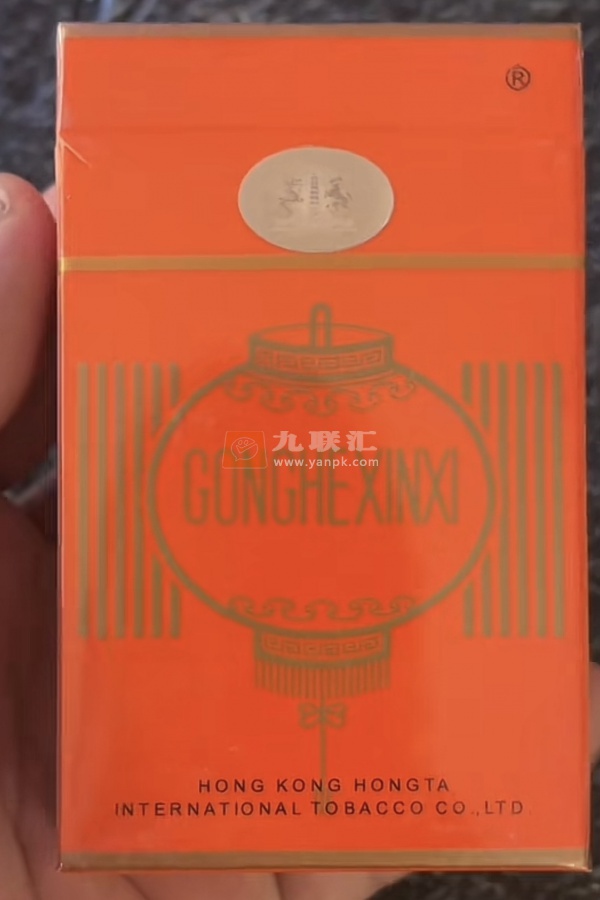 ®
九联汇
www.yanpk.com
GONGHEXINXI
HONG KONG HONGTA
INTERNATIONAL TOBACCO CO.,LTD.